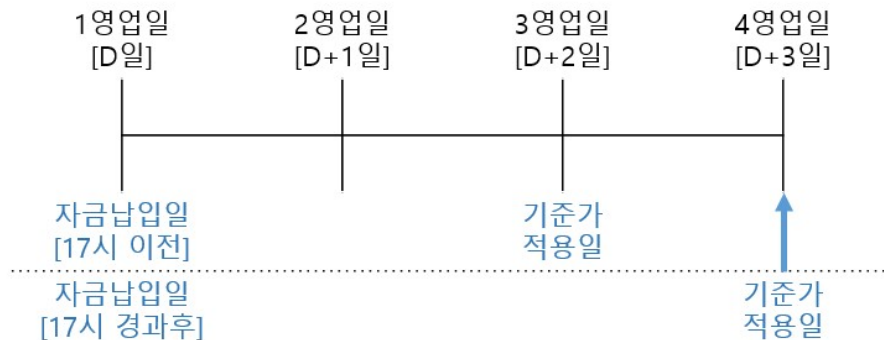 1영업일 2영업일 3영업일 4영업일
[D일] [D+1일] [D+2일] [D+3일]
자금납입일 기준가
[17시 이전] 적용일
자금납입일 기준가
[17시 경과후] 적용일